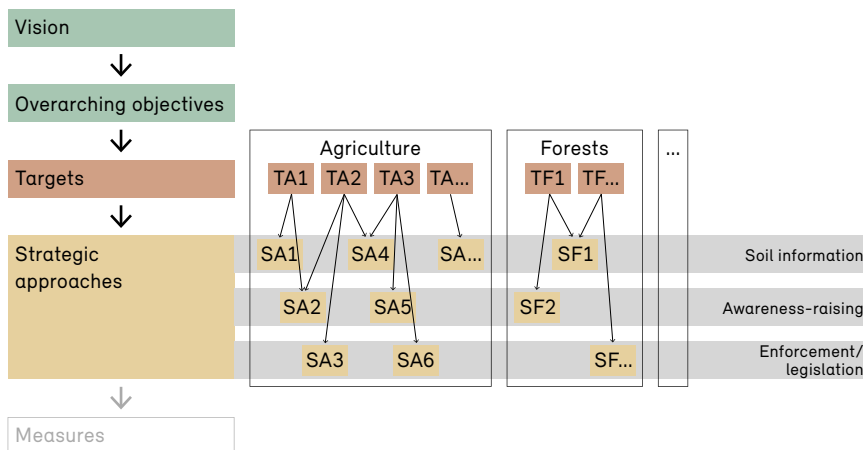 Vision
Overarching objectives
Agriculture
Forests
...
Targets
TA1 TA2 TA3 TA...
TF1 TF...
Strategic
approaches
SA1 SA4 SA...
SF1
Soil information
SA2 SA5
SF2
Awareness-raising
SA3 SA6
SF...
Enforcement/
legislation
Measures